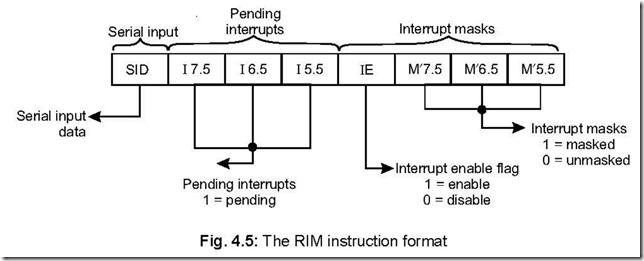 Serial input
Pending
interrupts
Interrupt masks
SID I 7.5 I 6.5 I 5.5 IE M′7.5 M′6.5 M′5.5
Serial input
data
Pending interrupts
1 = pending
Interrupt enable flag
1 = enable
0 = disable
Interrupt masks
1 = masked
0 = unmasked
Fig. 4.5: The RIM instruction format